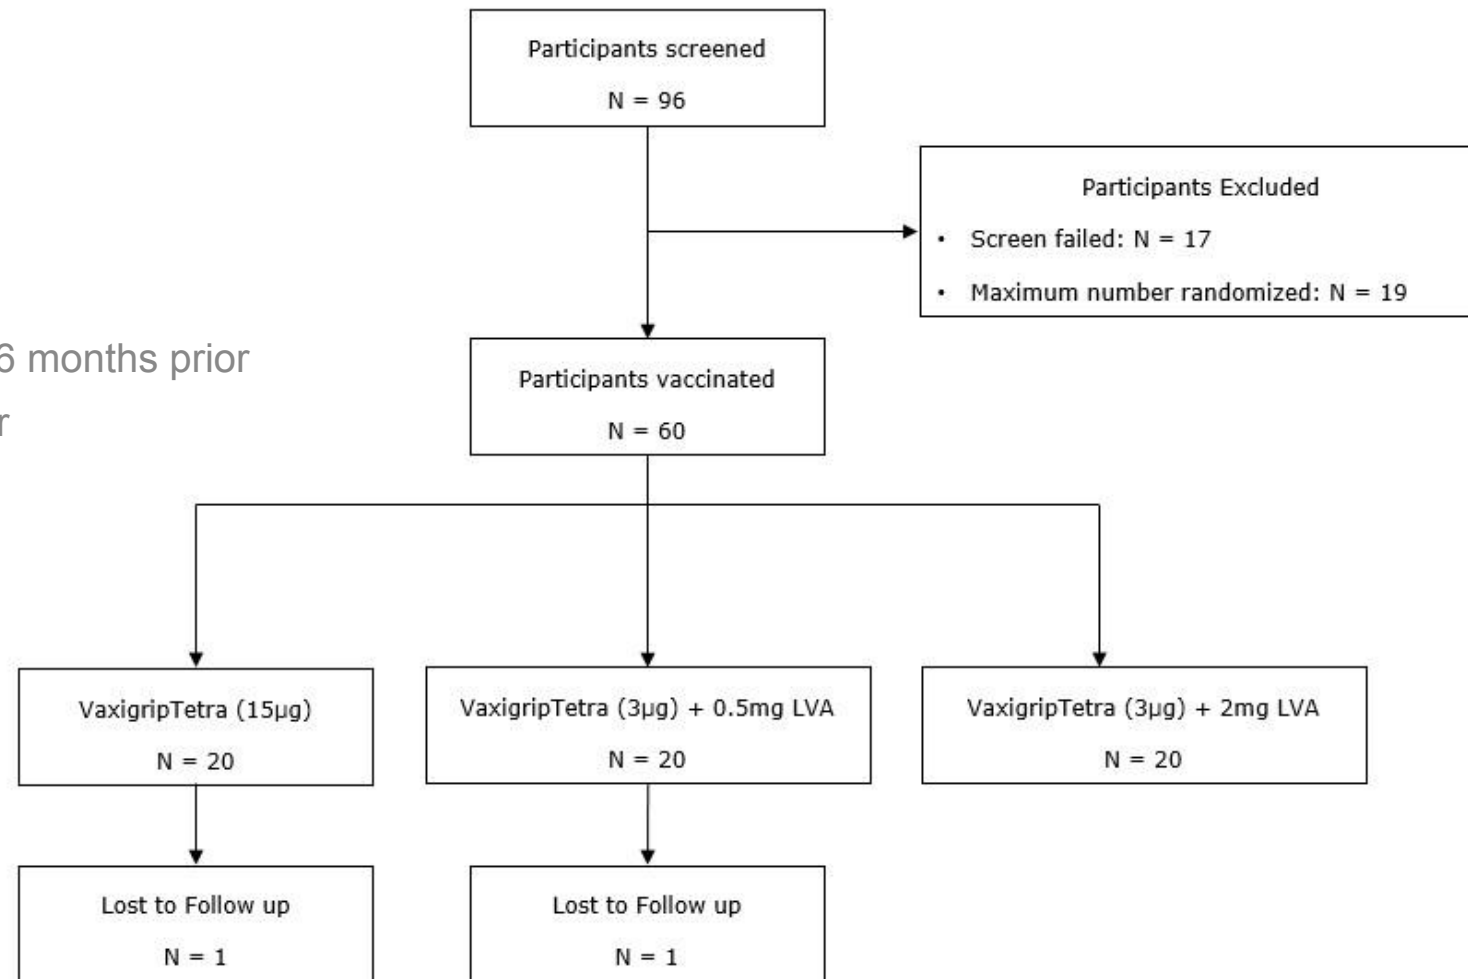 Participants screened
N = 96
Participants Excluded
• Screen failed: N = 17
• Maximum number randomized: N = 19
6 months prior
r
Participants vaccinated
N = 60
VaxigripTetra (15µg)
N = 20
VaxigripTetra (3µg) + 0.5mg LVA
N = 20
VaxigripTetra (3µg) + 2mg LVA
N = 20
Lost to Follow up
N = 1
Lost to Follow up
N = 1